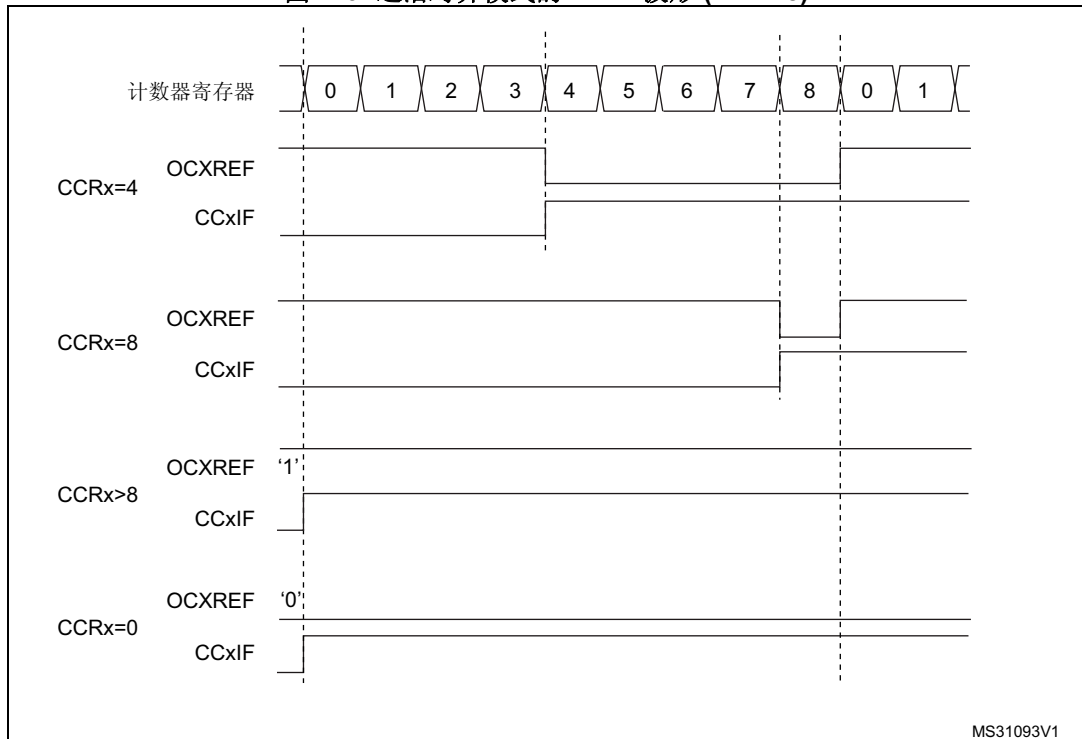 计数器寄存器 0 1 2 3 4 5 6 7 8 0 1
OCXREF
CCRx=4
CCxIF
OCXREF
CCRx=8
CCxIF
OCXREF ‘1’
CCRx>8
CCxIF
OCXREF ‘0’
CCRx=0
CCxIF
MS31093V1